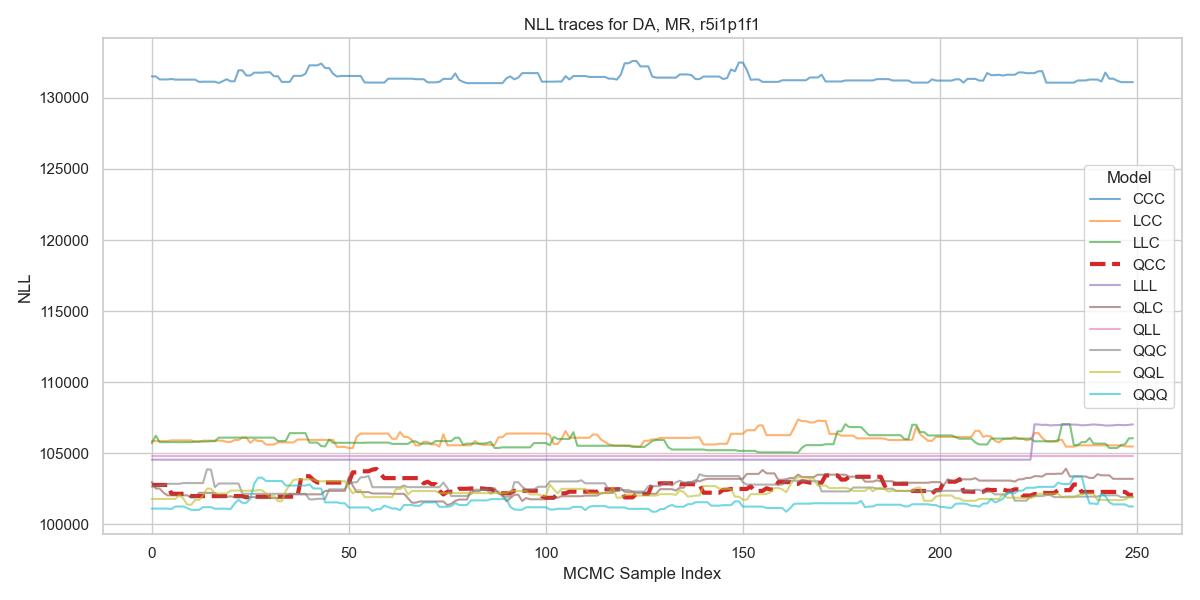 NLL traces for DA, MR, r5i1p1f1
NLL
130000
125000
120000
115000
110000
105000
100000
0 50 100 150 200 250
MCMC Sample Index
Model
CCC
LCC
LLC
QCC
LLL
QLC
QLL
QQC
QQL
QQQ